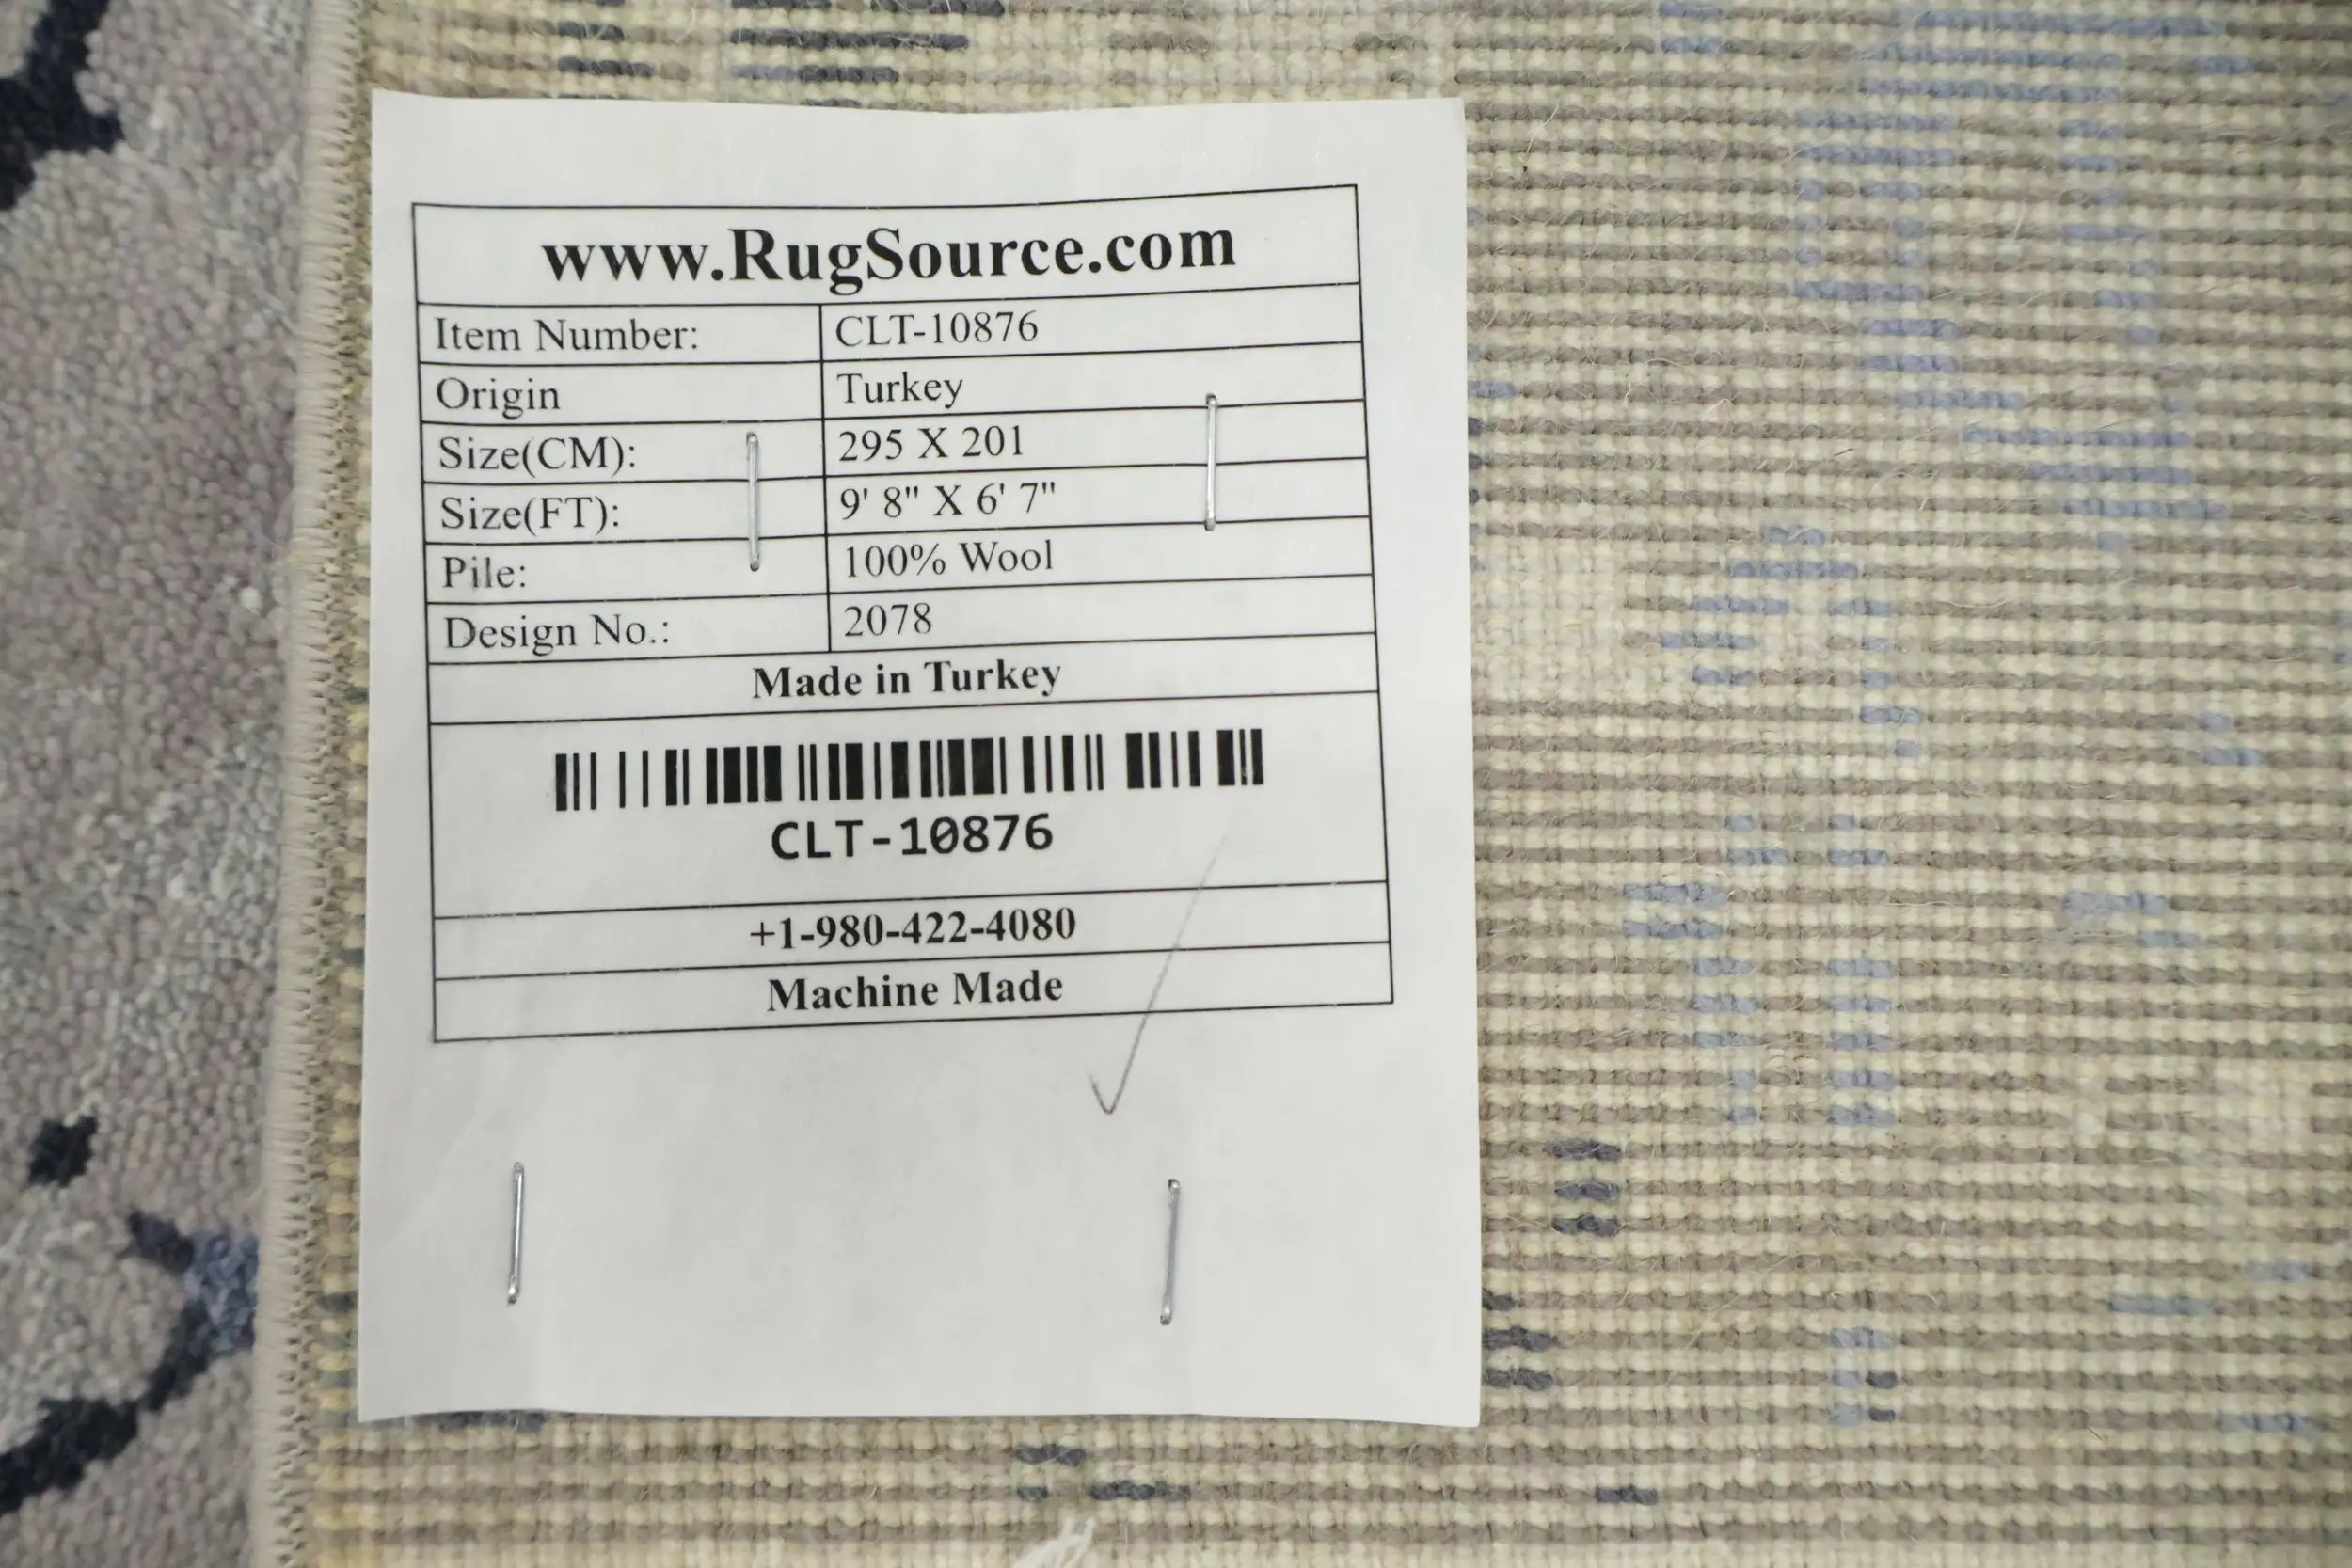 www.RugSource.com
Item Number: CLT-10876
Origin Turkey
Size(CM): 295 X 201
Size(FT): 9' 8" X 6' 7"
Pile: 100% Wool
Design No.: 2078
Made in Turkey
CLT-10876
+1-980-422-4080
Machine Made